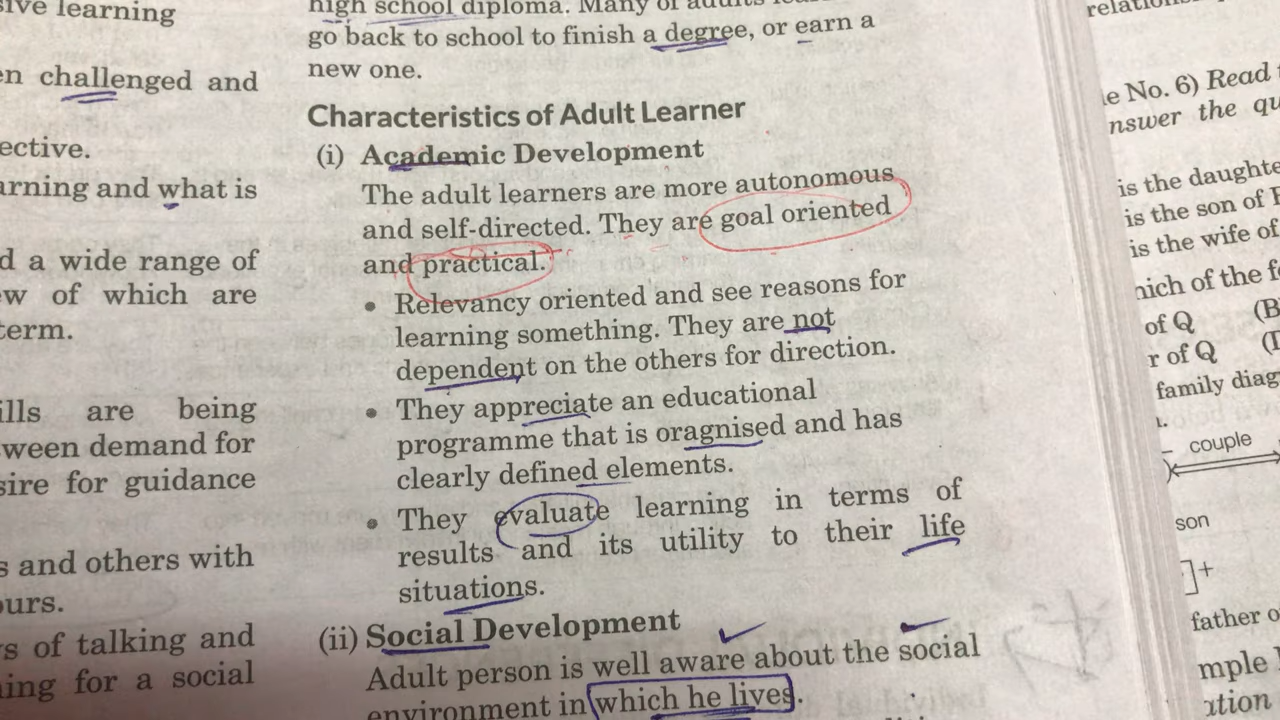 ive learning
en challenged and
ective.
arning and what is
d a wide range of
ew of which are
term.
ills are being
ween demand for
sire for guidance
s and others with
ours.
s of talking and
ing for a social
high school diploma. Many of adults
go back to school to finish a degree, or earn a
new one.
Characteristics of Adult Learner
(i) Academic Development
The adult learners are more autonomous
and self-directed. They are goal oriented
and practical.
• Relevancy oriented and see reasons for
learning something. They are not
dependent on the others for direction.
• They appreciate an educational
programme that is oragnised and has
clearly defined elements.
• They evaluate learning in terms of
results and its utility to their life
situations.
(ii) Social Development
Adult person is well aware about the social
environment in which he lives.
relation
e No. 6) Read
nswer the qu
is the daughte
is the son of
is the wife of
hich of the f
of Q (B
r of Q
family diag
couple
son
]+
father o
mple
ation